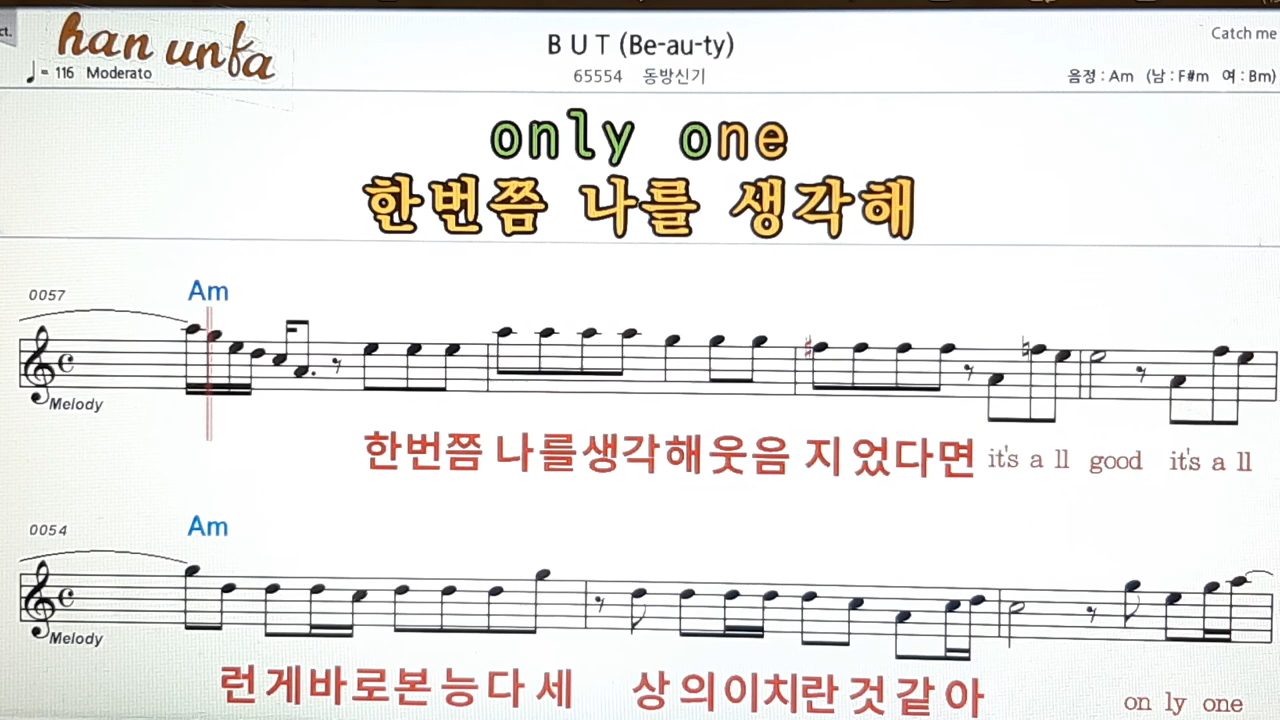 ct.
han unfa
B U T (Be-au-ty)
Catch me
♩= 116 Moderato
65554 동방신기
음정 : Am (남 : F#m 여 : Bm)
only one
한번쯤 나를 생각해
0057
Am
Melody
한번쯤 나를생각해웃음 지었다면 it's a ll good it's a ll
0054
Am
Melody
런게바로본능다세 상의이치란것같아 on ly one